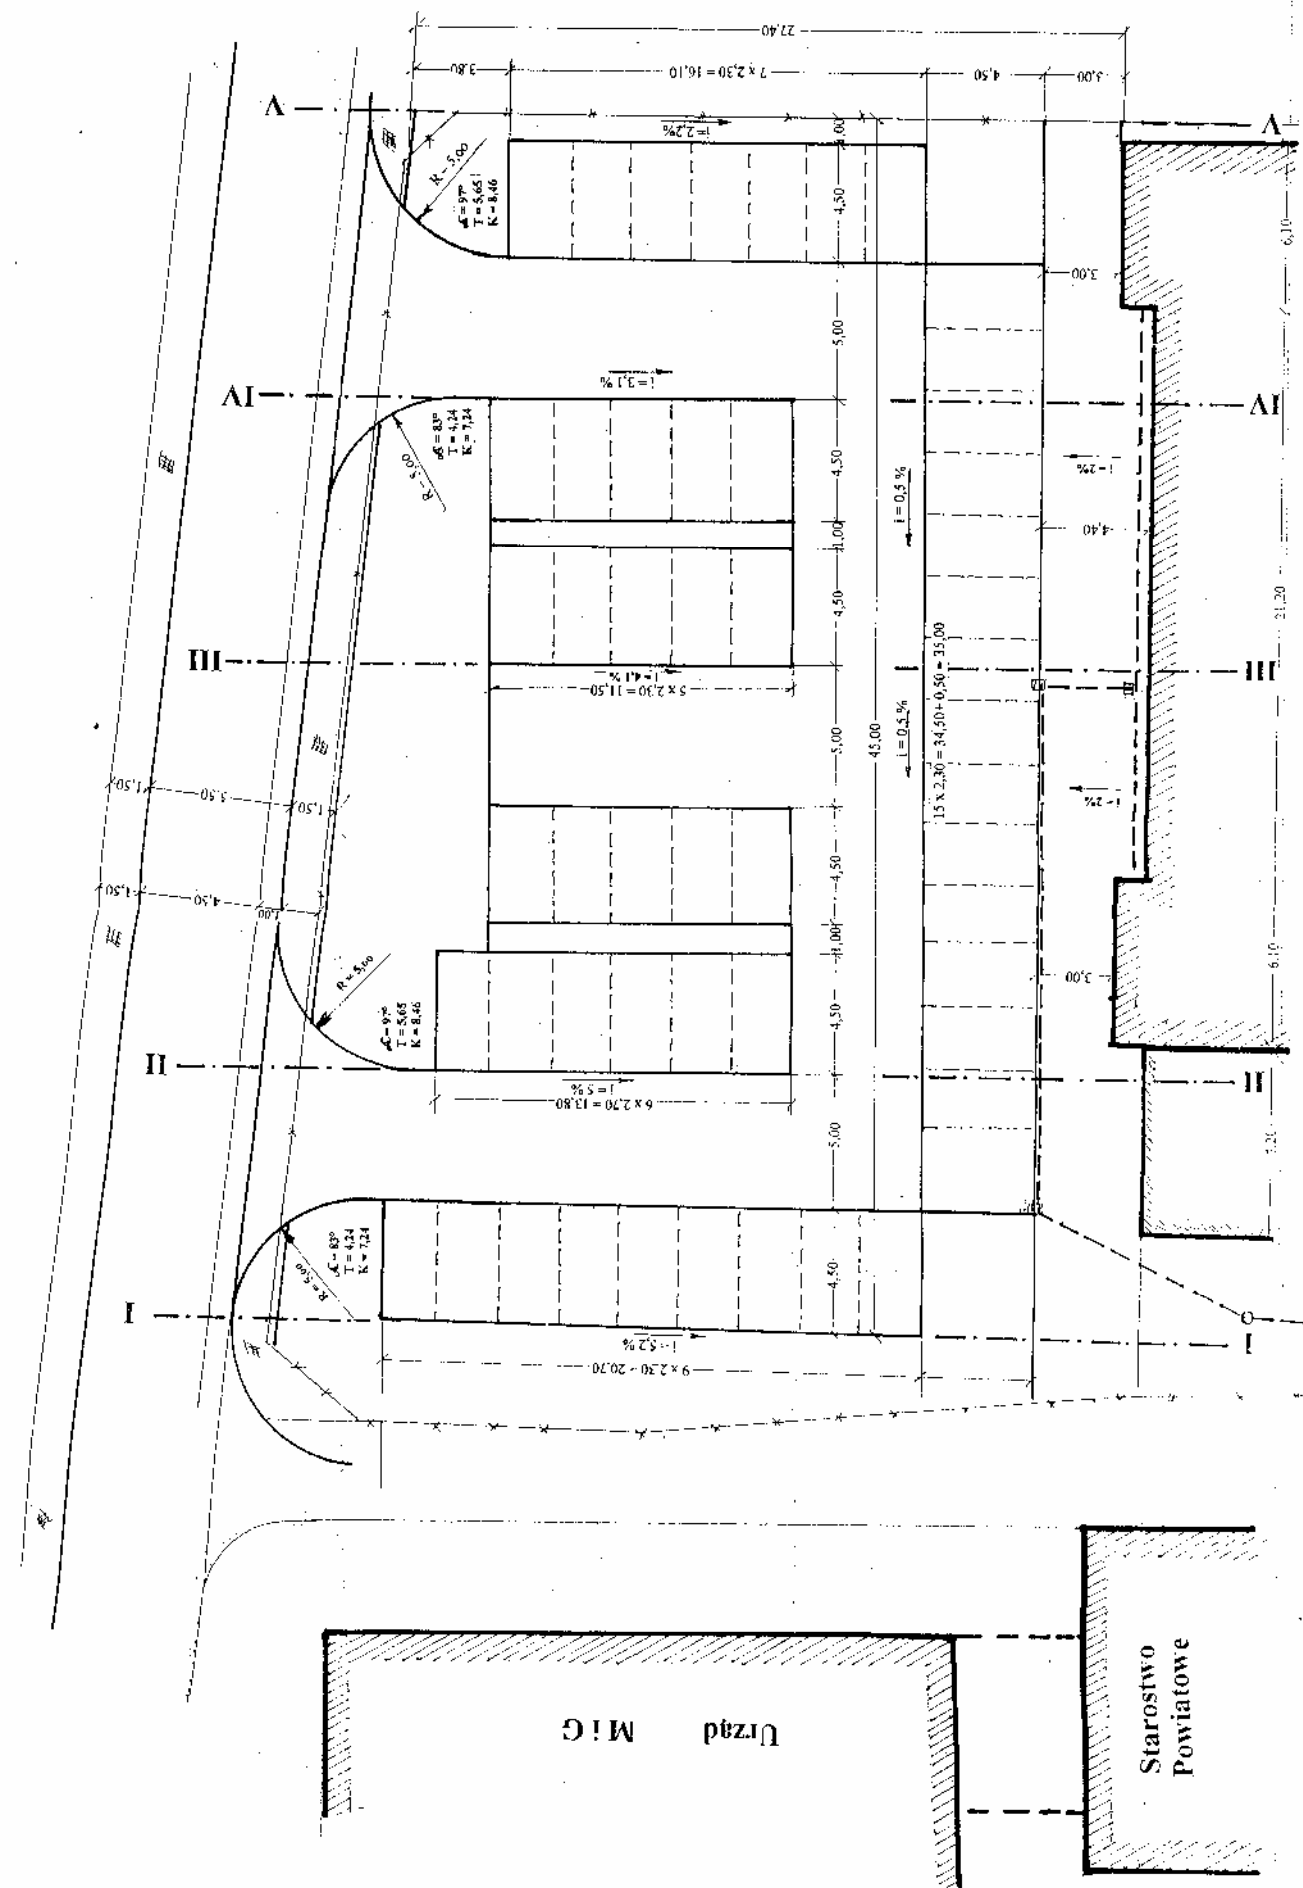 27,40
3,80
7 x 2,30 = 16,10
4,50
3,00
V
V
i = 2,2%
1,00
R = 5,00
= 97°
T = 5,65
K = 8,46
4,50
6,10
3,00
5,00
i = 3,1 %
IV
IV
= 83°
T = 4,24
K = 7,24
R = 5,00
4,50
i = 0,5 %
i = 2%
4,40
1,00
4,50
21,20
15 x 2,30 = 34,50 + 0,50 = 35,00
III
III
i = 4,1 %
5 x 2,30 = 11,50
5,00
45,00
i = 0,5 %
1,50
5,50
1,50
i = 2%
4,50
1,50
4,50
1,00
1,00
R = 5,00
= 97°
T = 5,65
K = 8,46
4,50
3,00
6,10
II
II
i = 5 %
6 x 2,70 = 13,80
5,00
= 83°
T = 4,24
K = 7,24
R = 5,00
4,50
I
I
i = 5,2 %
9 x 2,30 = 20,70
Urząd
M i G
Starostwo
Powiatowe